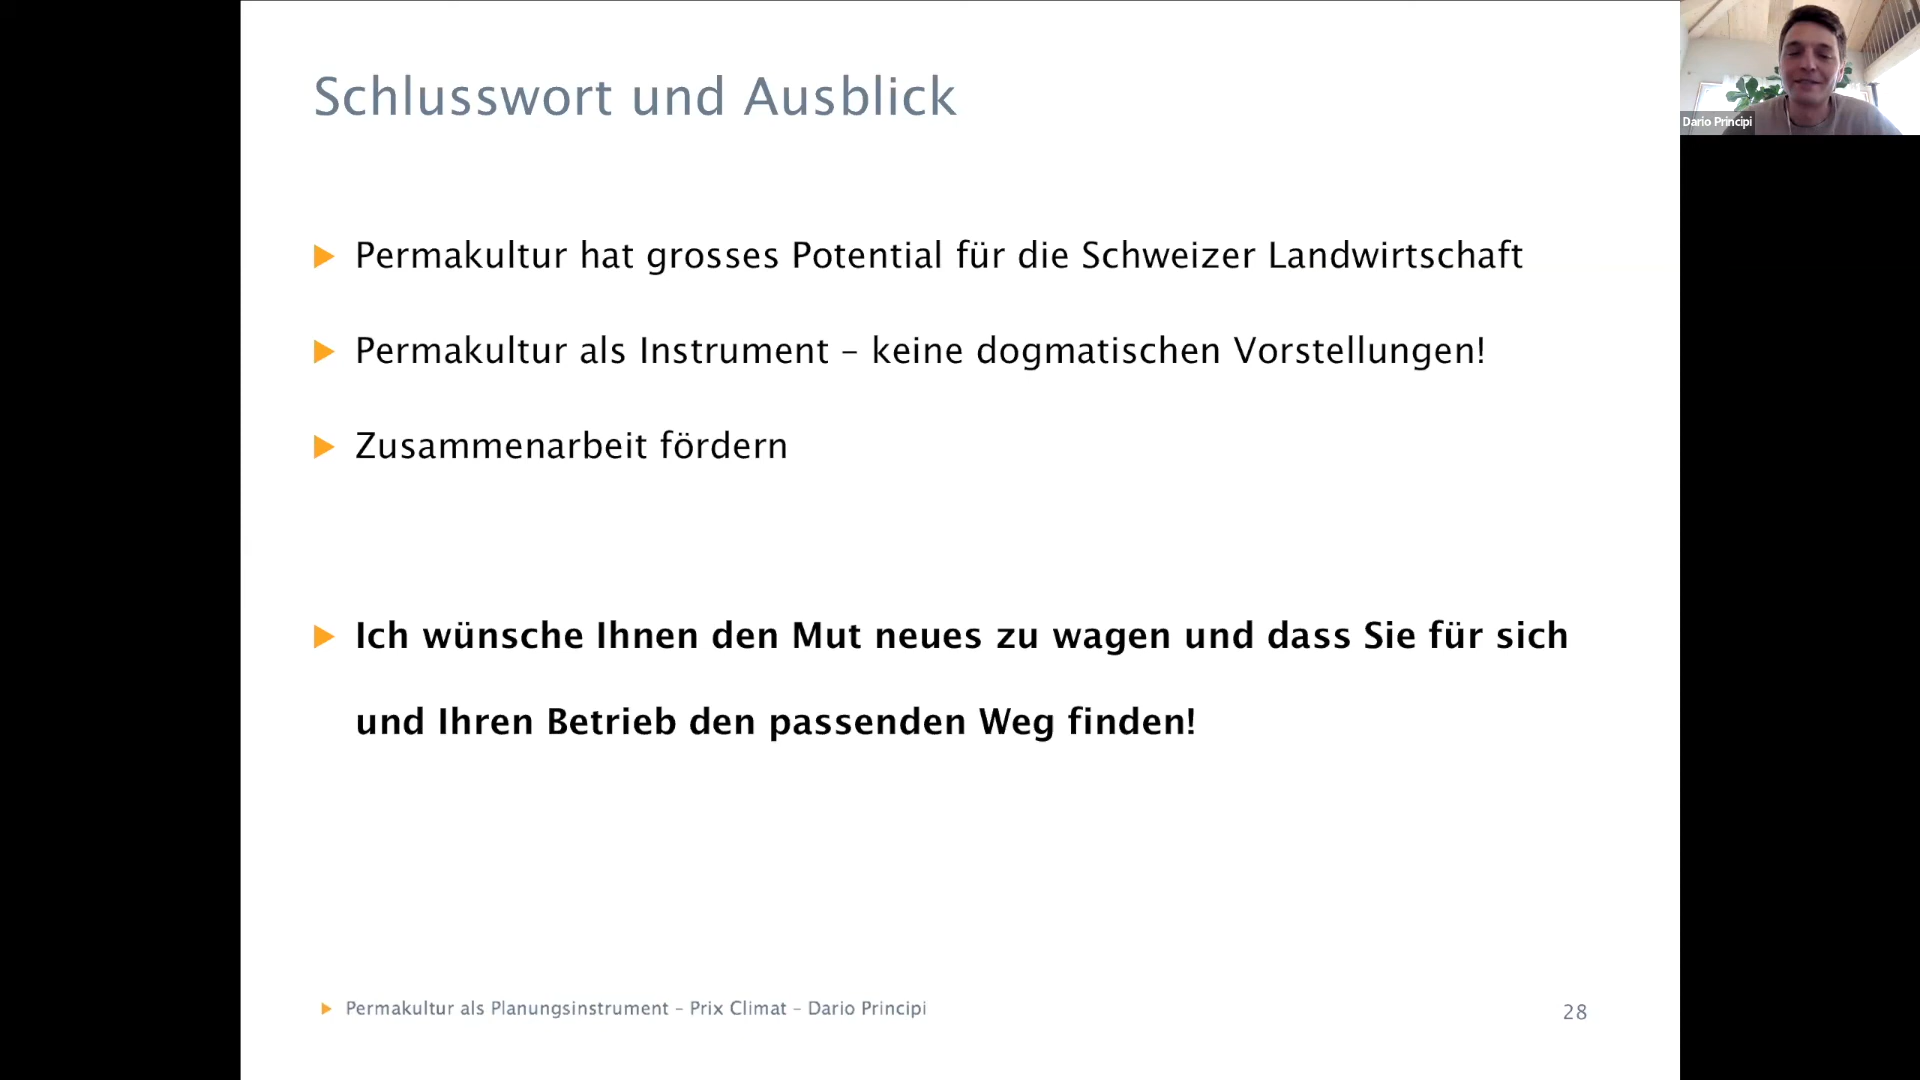 Schlusswort und Ausblick
Dario Principi
Permakultur hat grosses Potential für die Schweizer Landwirtschaft
Permakultur als Instrument – keine dogmatischen Vorstellungen!
Zusammenarbeit fördern
Ich wünsche Ihnen den Mut neues zu wagen und dass Sie für sich
und Ihren Betrieb den passenden Weg finden!
Permakultur als Planungsinstrument – Prix Climat – Dario Principi
28